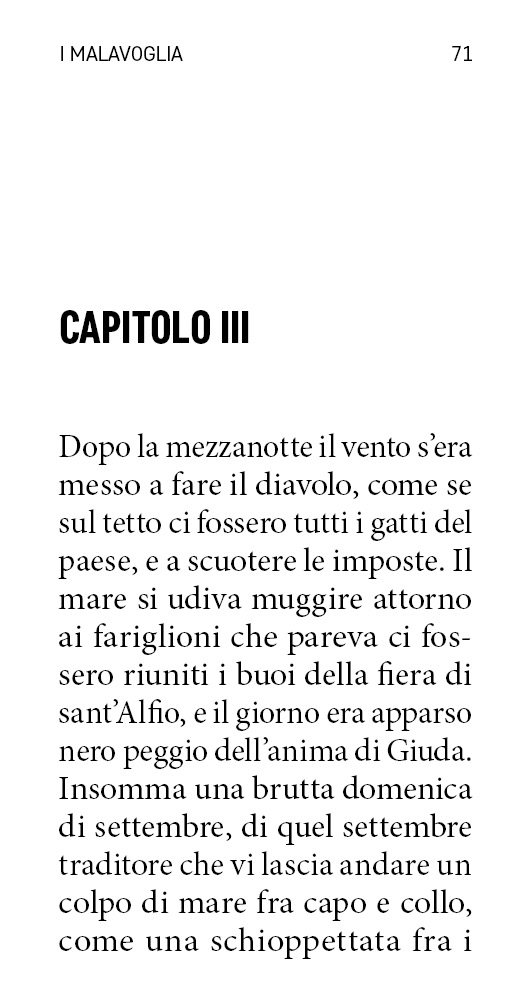 I MALAVOGLIA 71
CAPITOLO III
Dopo la mezzanotte il vento s’era
messo a fare il diavolo, come se
sul tetto ci fossero tutti i gatti del
paese, e a scuotere le imposte. Il
mare si udiva muggire attorno
ai fariglioni che pareva ci fos-
sero riuniti i buoi della fiera di
sant’Alfio, e il giorno era apparso
nero peggio dell’anima di Giuda.
Insomma una brutta domenica
di settembre, di quel settembre
traditore che vi lascia andare un
colpo di mare fra capo e collo,
come una schioppettata fra i